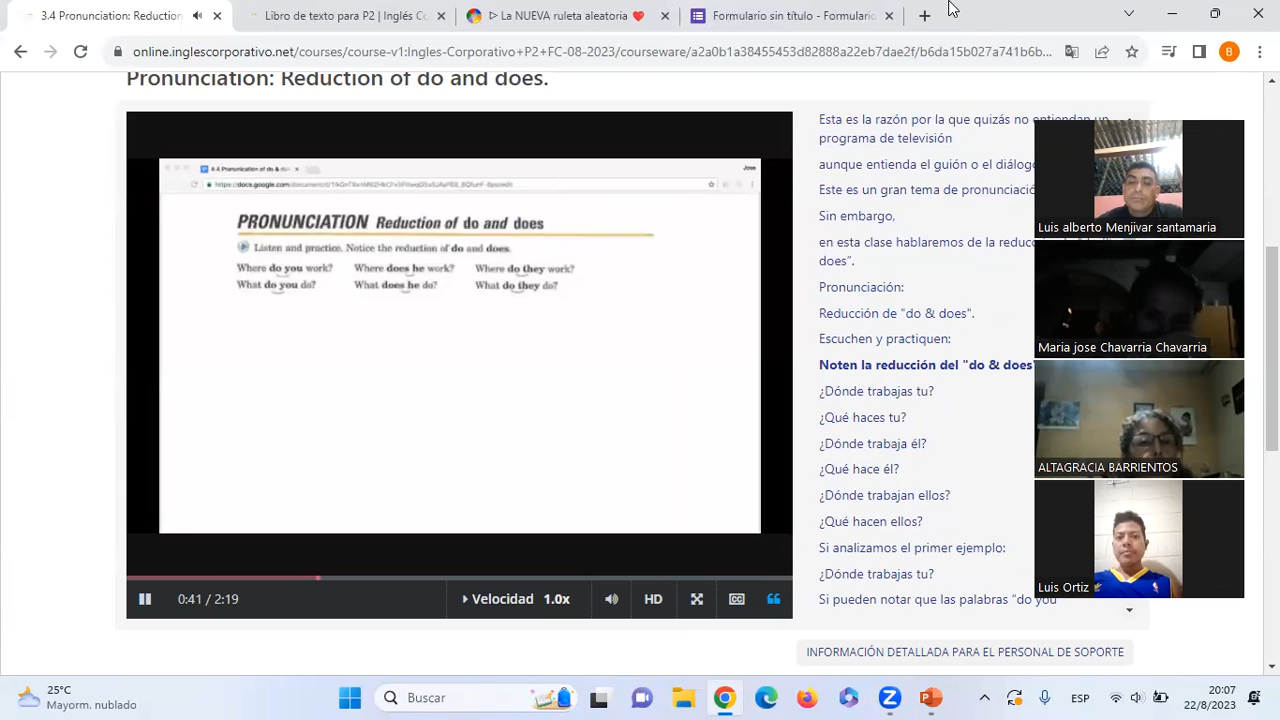 3.4 Pronunciation: Reduction
Libro de texto para P2 | Inglés Co
▷ La NUEVA ruleta aleatoria ❤
Formulario sin título - Formulario
online.inglescorporativo.net/courses/course-v1:Ingles-Corporativo+P2+FC-08-2023/courseware/a2a0b1a38455453d82888a22eb7dae2f/b6da15b027a741b6b...
B
Pronunciation: Reduction of do and does.
Jose
PRONUNCIATION Reduction of do and does
Listen and practice. Notice the reduction of do and does.
Where do you work? Where does he work? Where do they work?
What do you do? What does he do? What do they do?
Esta es la razón por la que quizás no entiendan un
programa de televisión
aunque entienda el guión o el diálogo
Este es un gran tema de pronunciació
Sin embargo,
en esta clase hablaremos de la reducc
does".
Pronunciación:
Reducción de "do & does".
Escuchen y practiquen:
Noten la reducción del "do & does"
¿Dónde trabajas tu?
¿Qué haces tu?
¿Dónde trabaja él?
¿Qué hace él?
¿Dónde trabajan ellos?
¿Qué hacen ellos?
Si analizamos el primer ejemplo:
¿Dónde trabajas tu?
Si pueden notar que las palabras "do you
Luis alberto Menjivar santamaria
Maria jose Chavarria Chavarria
ALTAGRACIA BARRIENTOS
Luis Ortiz
0:41 / 2:19
Velocidad 1.0x
HD
INFORMACIÓN DETALLADA PARA EL PERSONAL DE SOPORTE
25°C
Mayorm. nublado
Buscar
ESP
20:07
22/8/2023